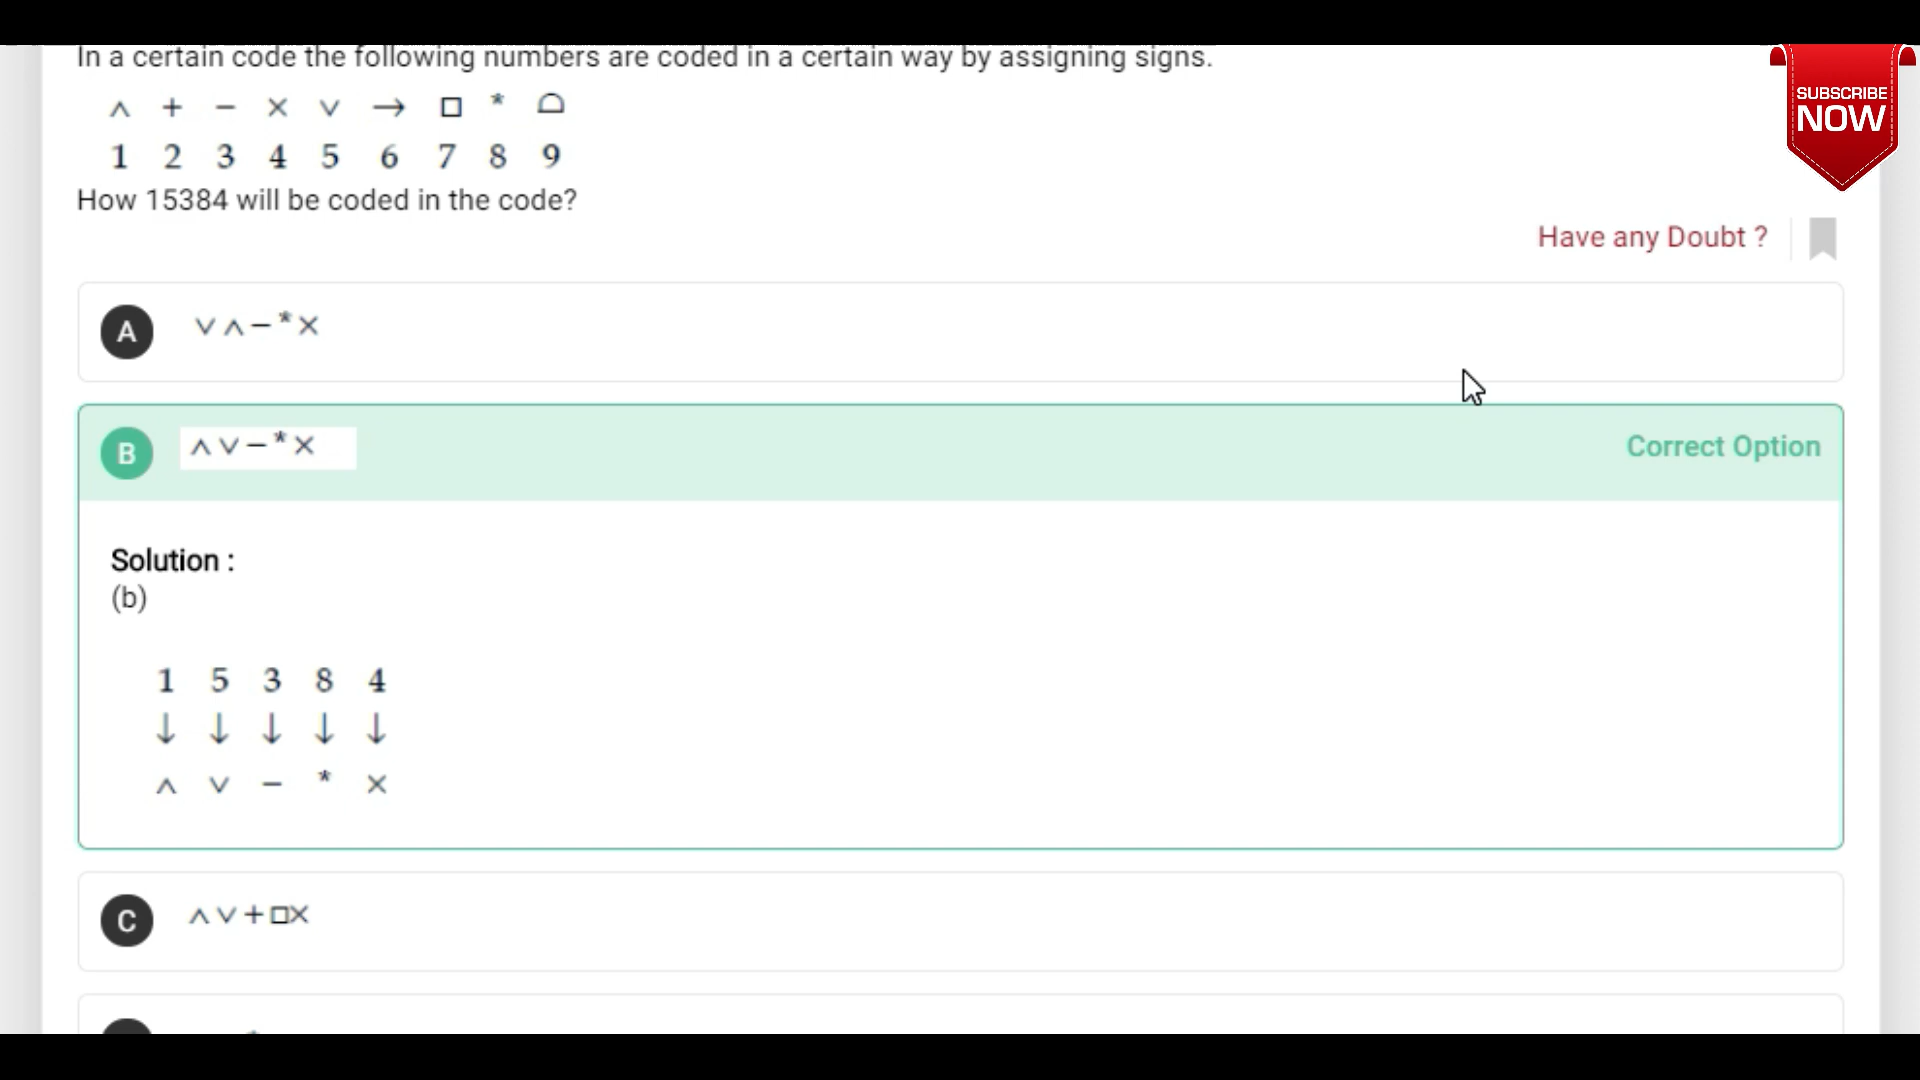 In a certain code the following numbers are coded in a certain way by assigning signs.
∧ + − × ∨ → □ * ⌓
1 2 3 4 5 6 7 8 9
How 15384 will be coded in the code?
SUBSCRIBE
NOW
Have any Doubt ?
A ∨ ∧ − * ×
B ∧ ∨ − * × Correct Option
Solution :
(b)
1 5 3 8 4
↓ ↓ ↓ ↓ ↓
∧ ∨ − * ×
C ∧ ∨ + □ ×